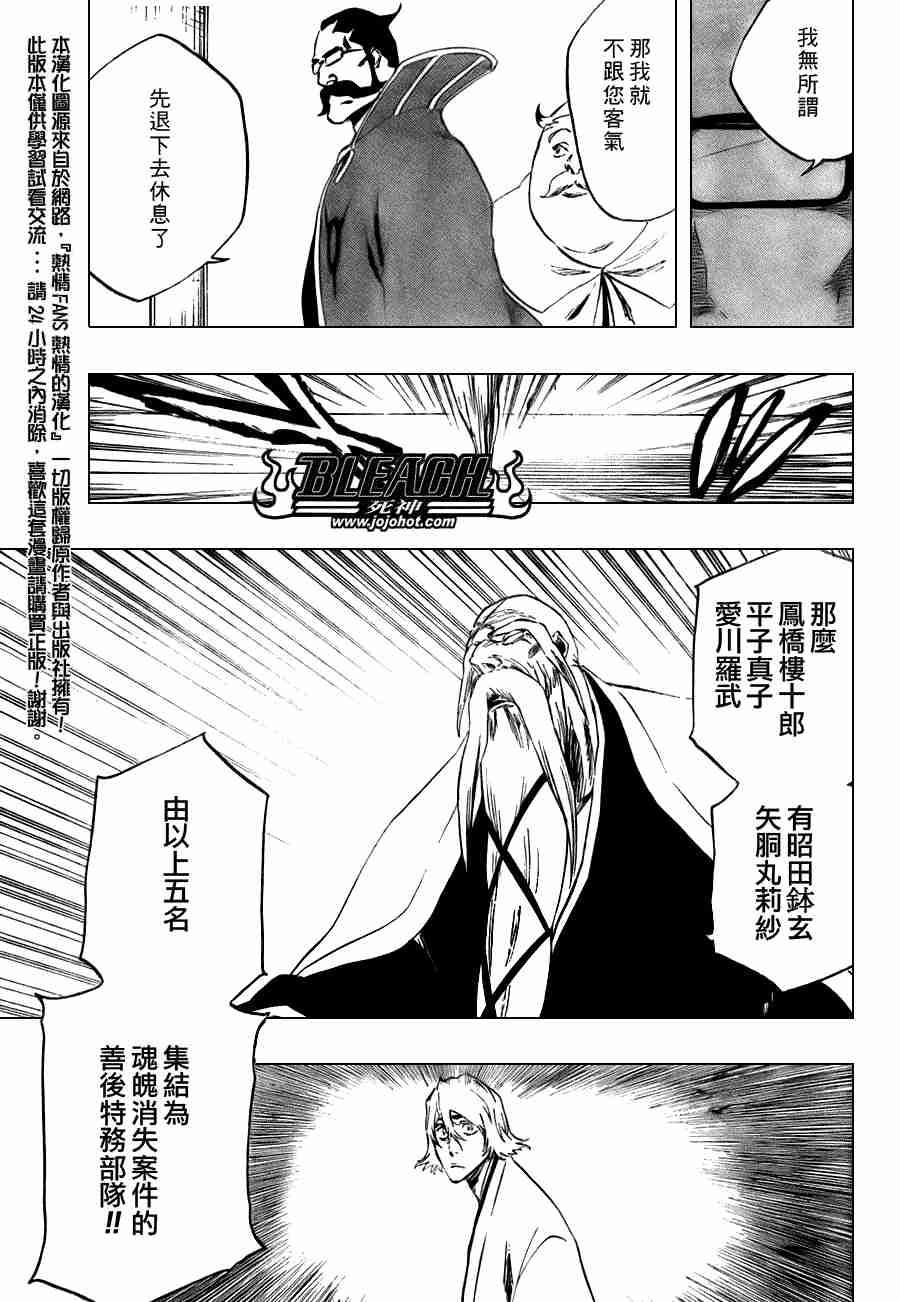 我無所謂
那我就
不跟您客氣
先退下去休息了
BLEACH
死神
www.jojohot.com
那麼
鳳橋樓十郎
平子真子
愛川羅武
有昭田鉢玄
矢胴丸莉紗
由以上五名
集結為
魂魄消失案件的
善後特務部隊!!
本漢化圖源來自於網路,『熱情FANS熱情的漢化』一切版權歸原作者與出版社擁有!
此版本僅供學習試看交流…請24小時之內消除,喜歡這套漫畫請購買正版!謝謝。